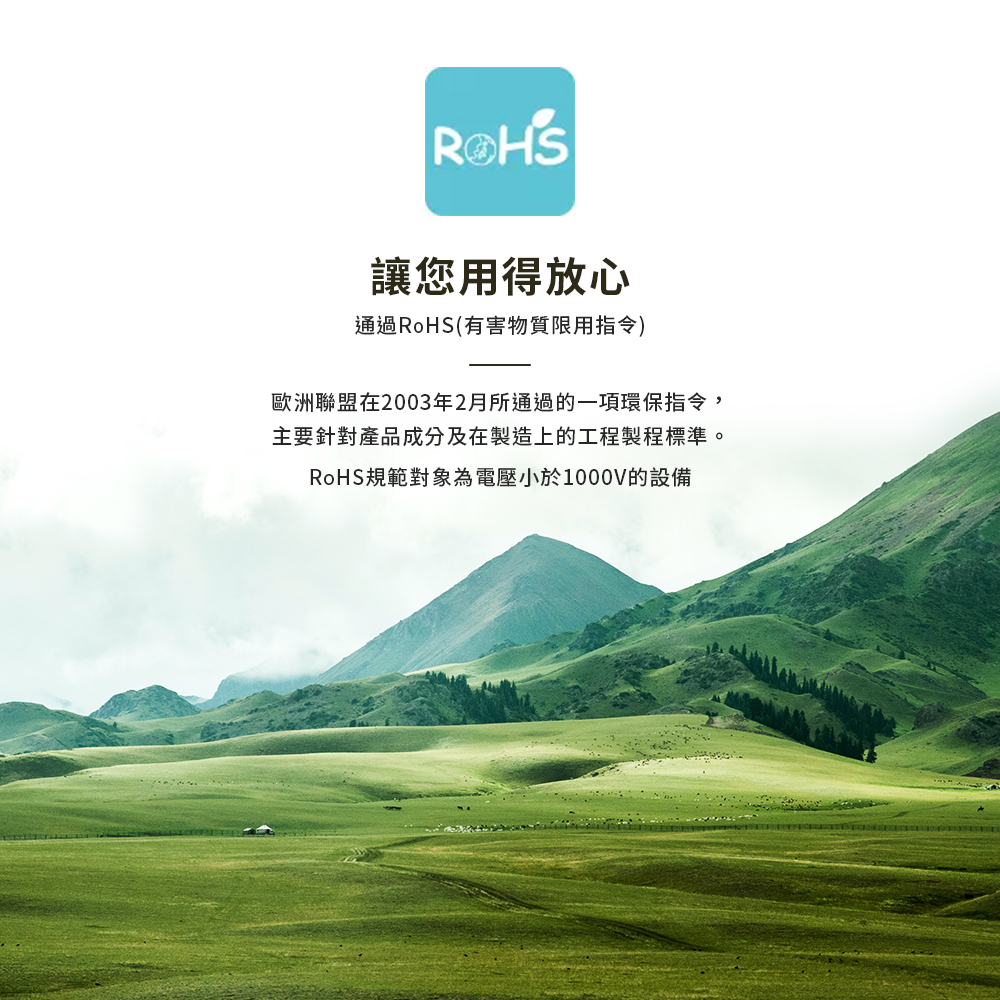 RoHS
讓您用得放心
通過RoHS(有害物質限用指令)
歐洲聯盟在2003年2月所通過的一項環保指令，
主要針對產品成分及在製造上的工程製程標準。
RoHS規範對象為電壓小於1000V的設備